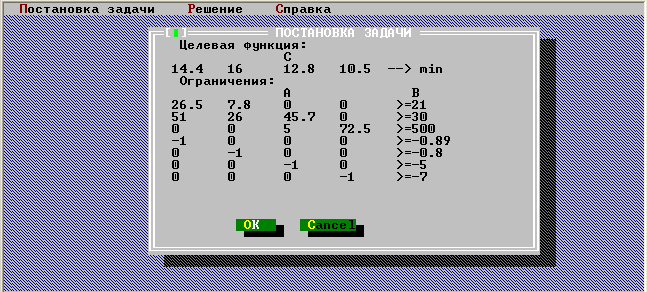 Постановка задачи Решение Справка
ПОСТАНОВКА ЗАДАЧИ
Целевая функция:
C
14.4 16 12.8 10.5 --> min
Ограничения:
A B
26.5 7.8 0 0 >=21
51 26 45.7 0 >=30
0 0 5 72.5 >=500
-1 0 0 0 >=-0.89
0 -1 0 0 >=-0.8
0 0 -1 0 >=-5
0 0 0 -1 >=-7
OK Cancel